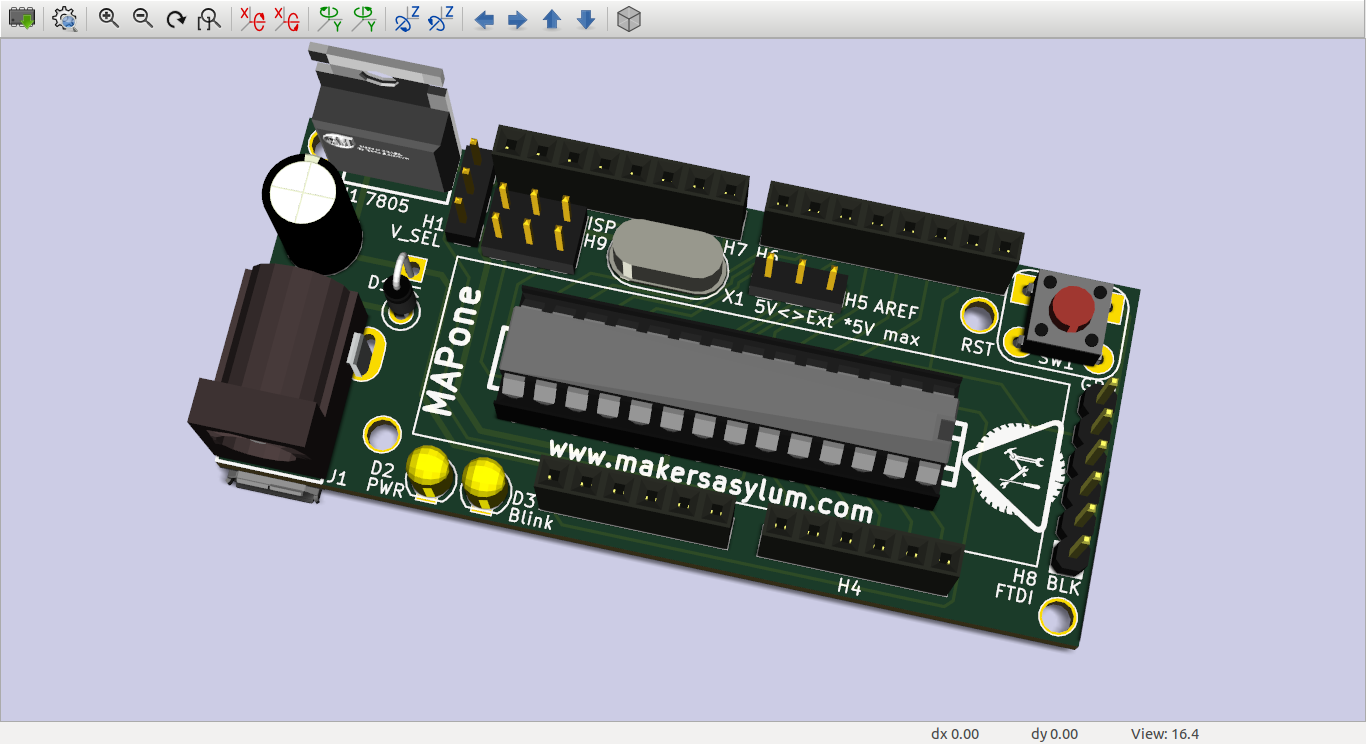 1 7805
H1
V_SEL
ISP
H9
H7 H6
D1
X1 5V<>Ext *5V max
H5 AREF
RST
SW1
MAPone
www.makersasylum.com
J1
D2
PWR
D3
Blink
H4
H8 BLK
FTDI
dx 0.00
dy 0.00
View: 16.4